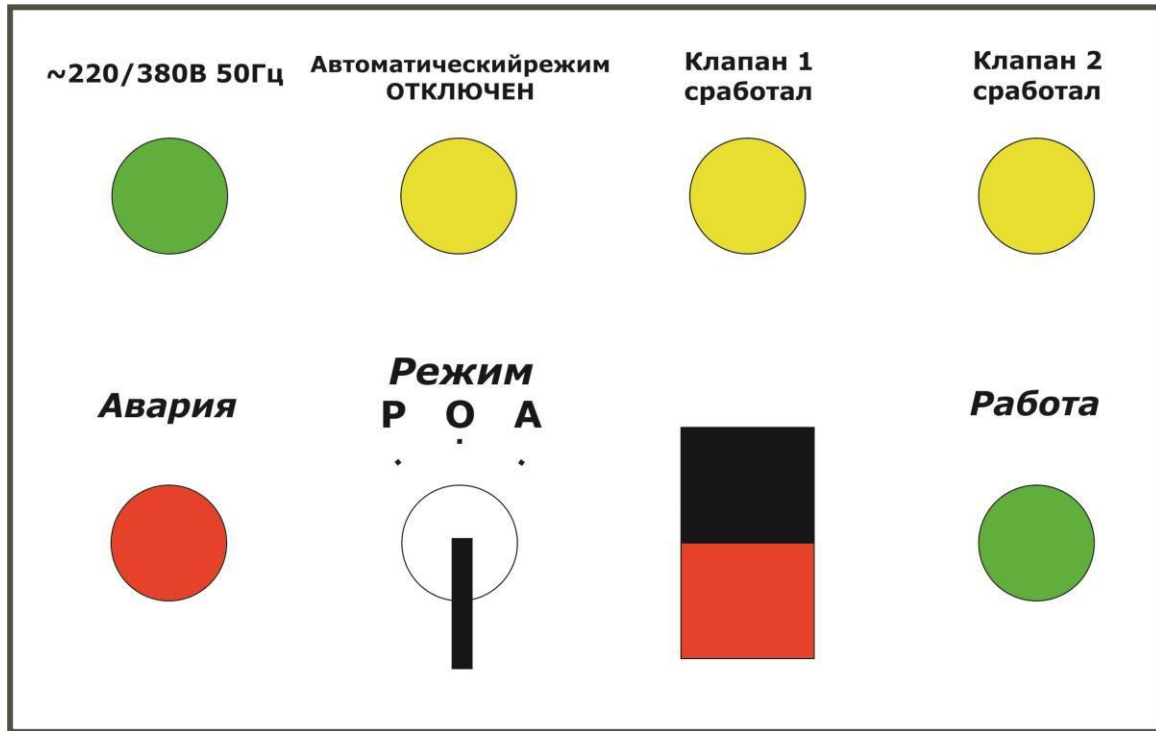 ~220/380В 50Гц
Автоматическийрежим
ОТКЛЮЧЕН
Клапан 1
сработал
Клапан 2
сработал
Авария
Режим
Р О А
Работа